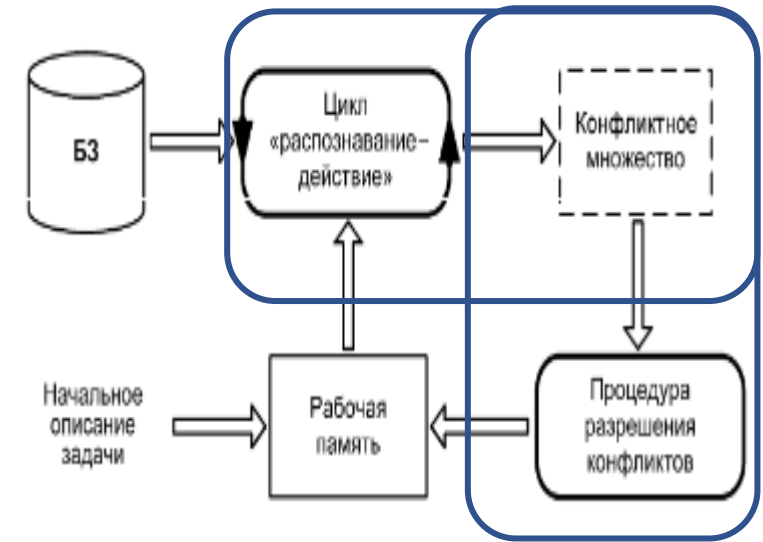 БЗ
Цикл
«распознавание–
действие»
Конфликтное
множество
Начальное
описание
задачи
Рабочая
память
Процедура
разрешения
конфликтов